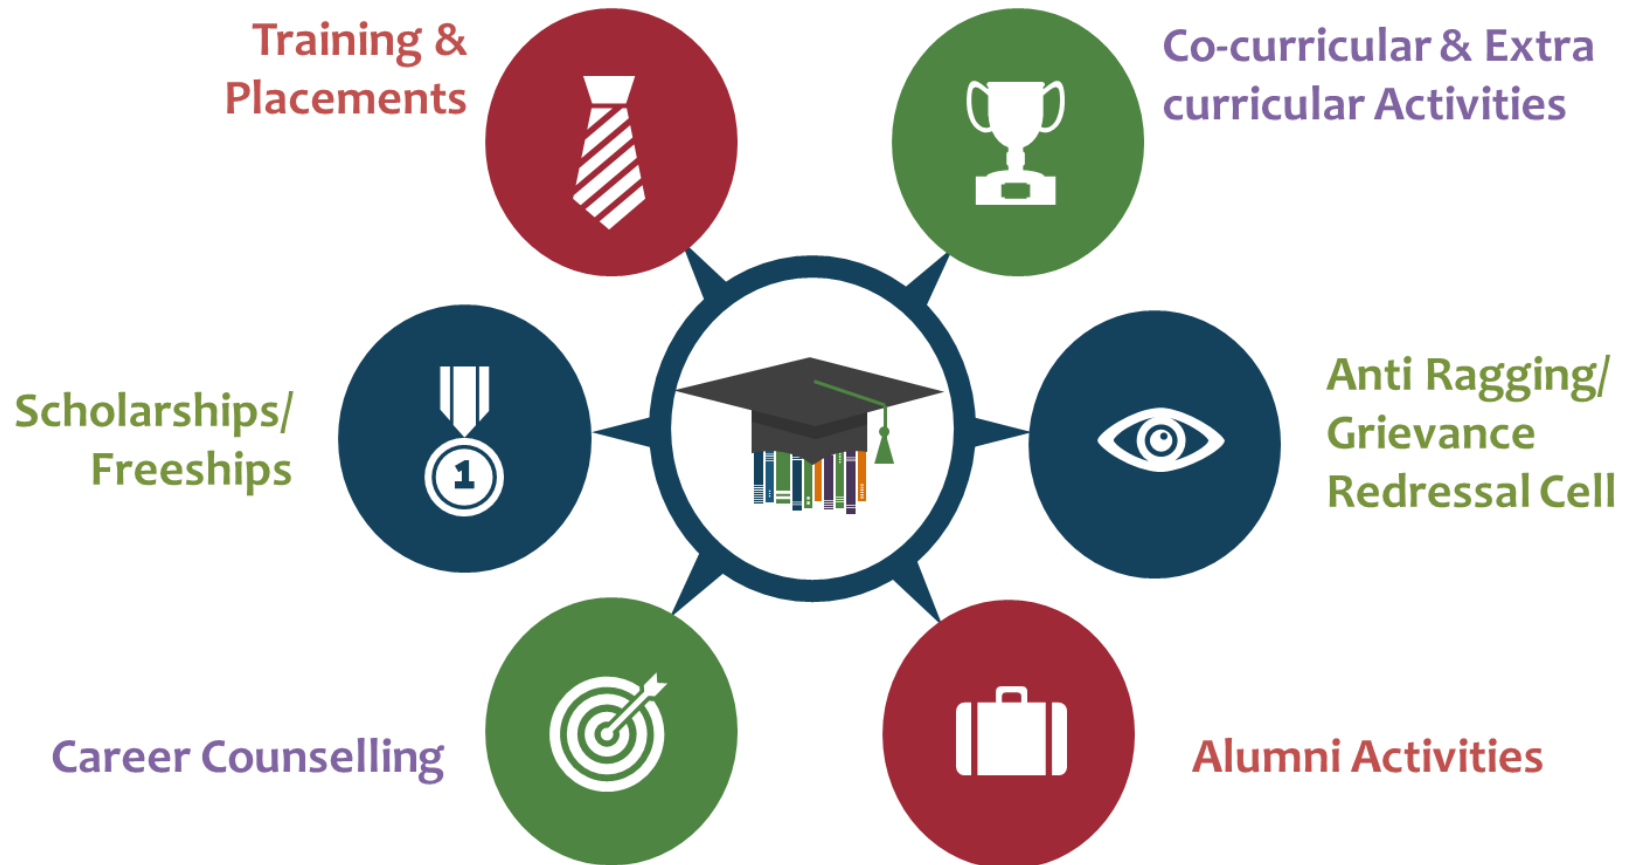 Training &
Placements
Co-curricular & Extra
curricular Activities
Scholarships/
Freeships
1
Anti Ragging/
Grievance
Redressal Cell
Career Counselling
Alumni Activities